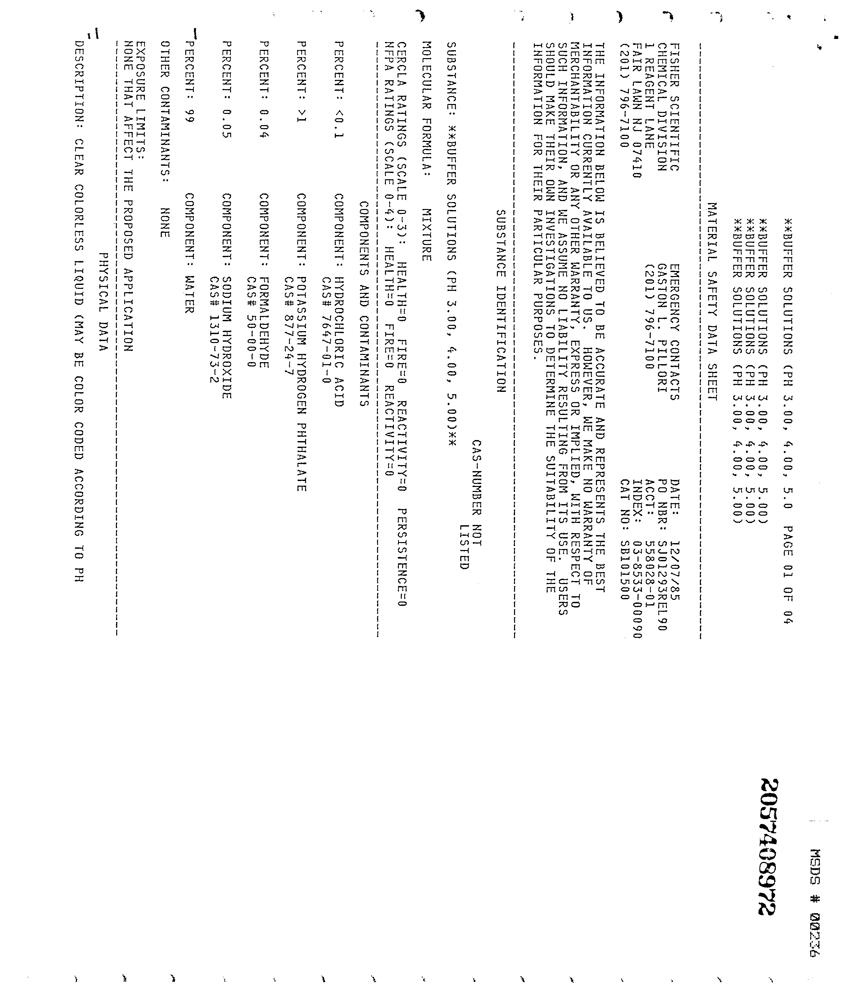 **BUFFER SOLUTIONS (PH 3.00, 4.00, 5.0 PAGE 01 OF 04
**BUFFER SOLUTIONS (PH 3.00, 4.00, 5.00)
**BUFFER SOLUTIONS (PH 3.00, 4.00, 5.00)
**BUFFER SOLUTIONS (PH 3.00, 4.00, 5.00)
MATERIAL SAFETY DATA SHEET
FISHER SCIENTIFIC EMERGENCY CONTACTS DATE: 12/07/85
CHEMICAL DIVISION GASTON L. PILLORI PO NBR: SJ01293REL90
1 REAGENT LANE (201) 796-7100 ACCT: 558028-01
FAIR LAWN NJ 07410 INDEX: 03-8533-00090
(201) 796-7100 CAT NO: SB101500
THE INFORMATION BELOW IS BELIEVED TO BE ACCURATE AND REPRESENTS THE BEST
INFORMATION CURRENTLY AVAILABLE TO US. HOWEVER, WE MAKE NO WARRANTY OF
MERCHANTABILITY OR ANY OTHER WARRANTY, EXPRESS OR IMPLIED, WITH RESPECT TO
SUCH INFORMATION, AND WE ASSUME NO LIABILITY RESULTING FROM ITS USE. USERS
SHOULD MAKE THEIR OWN INVESTIGATIONS TO DETERMINE THE SUITABILITY OF THE
INFORMATION FOR THEIR PARTICULAR PURPOSES.
SUBSTANCE IDENTIFICATION
CAS-NUMBER NOT
LISTED
SUBSTANCE: **BUFFER SOLUTIONS (PH 3.00, 4.00, 5.00)**
MOLECULAR FORMULA: MIXTURE
CERCLA RATINGS (SCALE 0-3): HEALTH=0 FIRE=0 REACTIVITY=0 PERSISTENCE=0
NFPA RATINGS (SCALE 0-4): HEALTH=0 FIRE=0 REACTIVITY=0
COMPONENTS AND CONTAMINANTS
PERCENT: <0.1 COMPONENT: HYDROCHLORIC ACID
CAS# 7647-01-0
PERCENT: >1 COMPONENT: POTASSIUM HYDROGEN PHTHALATE
CAS# 877-24-7
PERCENT: 0.04 COMPONENT: FORMALDEHYDE
CAS# 50-00-0
PERCENT: 0.05 COMPONENT: SODIUM HYDROXIDE
CAS# 1310-73-2
PERCENT: 99 COMPONENT: WATER
OTHER CONTAMINANTS: NONE
EXPOSURE LIMITS:
NONE THAT AFFECT THE PROPOSED APPLICATION
PHYSICAL DATA
DESCRIPTION: CLEAR COLORLESS LIQUID (MAY BE COLOR CODED ACCORDING TO PH
MSDS # 00236
2057408972